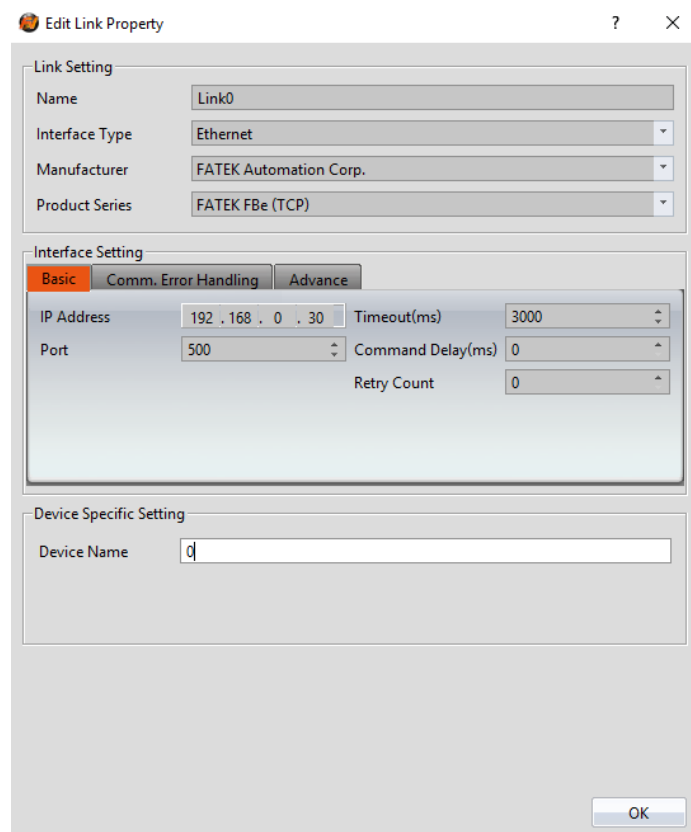 Edit Link Property ? ×
Link Setting
Name Link0
Interface Type Ethernet
Manufacturer FATEK Automation Corp.
Product Series FATEK FBe (TCP)
Interface Setting
Basic Comm. Error Handling Advance
IP Address 192 . 168 . 0 . 30 Timeout(ms) 3000
Port 500 Command Delay(ms) 0
Retry Count 0
Device Specific Setting
Device Name 0
OK